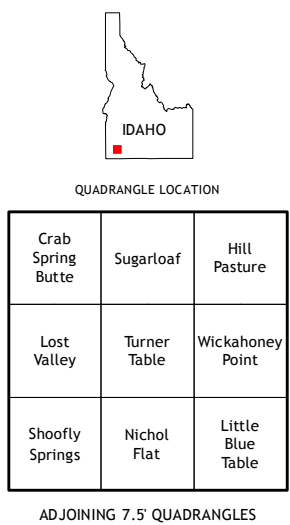 IDAHO
QUADRANGLE LOCATION
Crab
Spring
Butte
Sugarloaf
Hill
Pasture
Lost
Valley
Turner
Table
Wickahoney
Point
Shoofly
Springs
Nichol
Flat
Little
Blue
Table
ADJOINING 7.5' QUADRANGLES